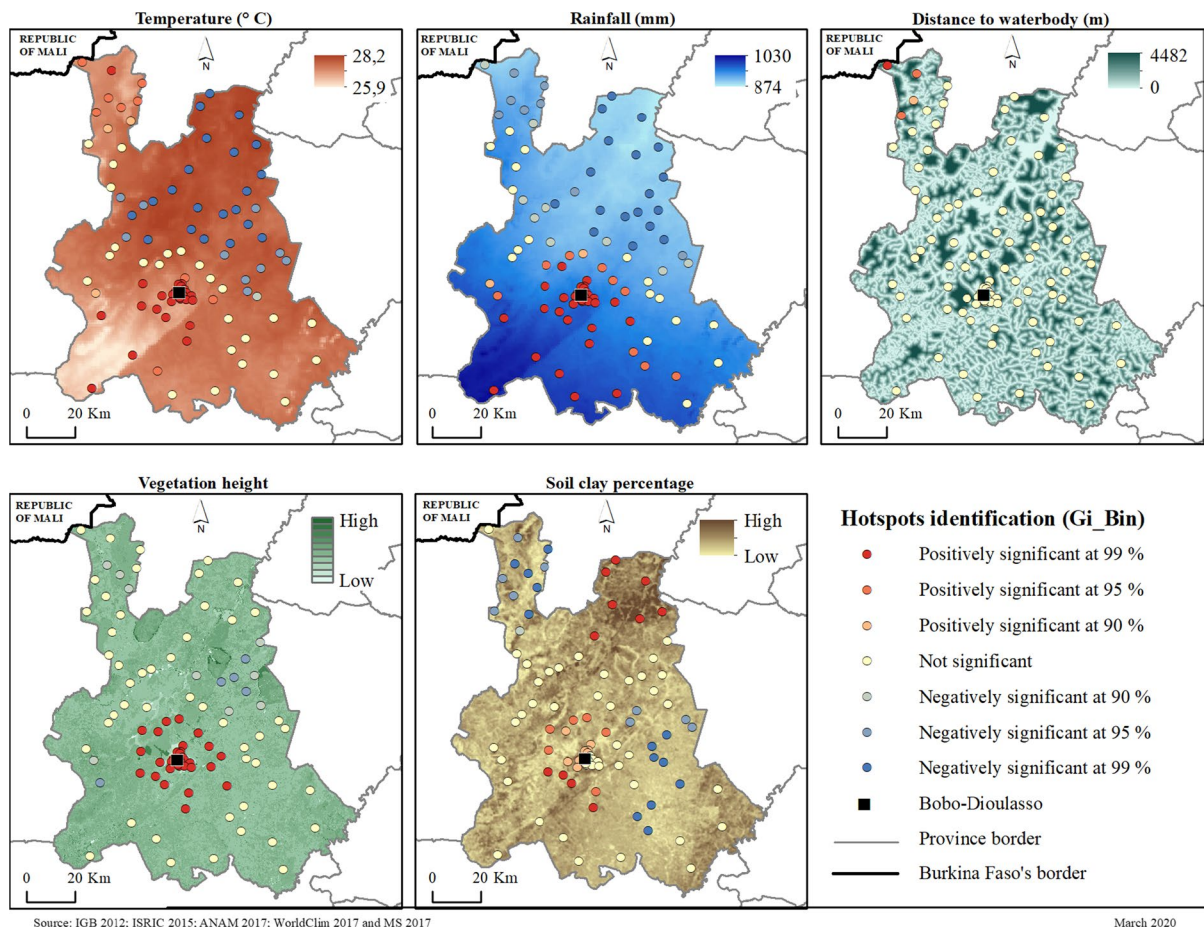 Temperature (° C)
REPUBLIC
OF MALI
N
28,2
25,9
0 20 Km
Rainfall (mm)
REPUBLIC
OF MALI
N
1030
874
0 20 Km
Distance to waterbody (m)
REPUBLIC
OF MALI
N
4482
0
0 20 Km
Vegetation height
REPUBLIC
OF MALI
N
High
Low
0 20 Km
Soil clay percentage
REPUBLIC
OF MALI
N
High
Low
0 20 Km
Hotspots identification (Gi_Bin)
Positively significant at 99 %
Positively significant at 95 %
Positively significant at 90 %
Not significant
Negatively significant at 90 %
Negatively significant at 95 %
Negatively significant at 99 %
Bobo-Dioulasso
Province border
Burkina Faso's border
Source: IGB 2012; ISRIC 2015; ANAM 2017; WorldClim 2017 and MS 2017
March 2020